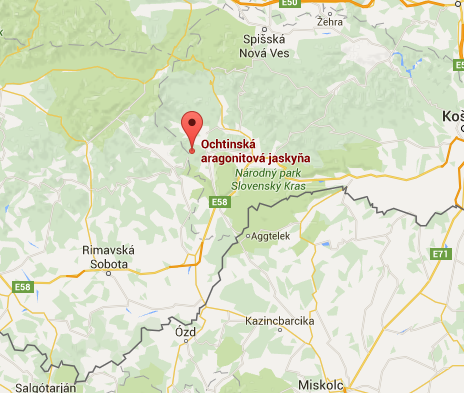 E50
Žehra
Spišská
Nová Ves
Ochtinská
aragonitová jaskyňa
Národný park
Slovenský Kras
E58
Aggtelek
E71
Rimavská
Sobota
E58
Ózd
Kazincbarcika
Miskolc
Salgótarján